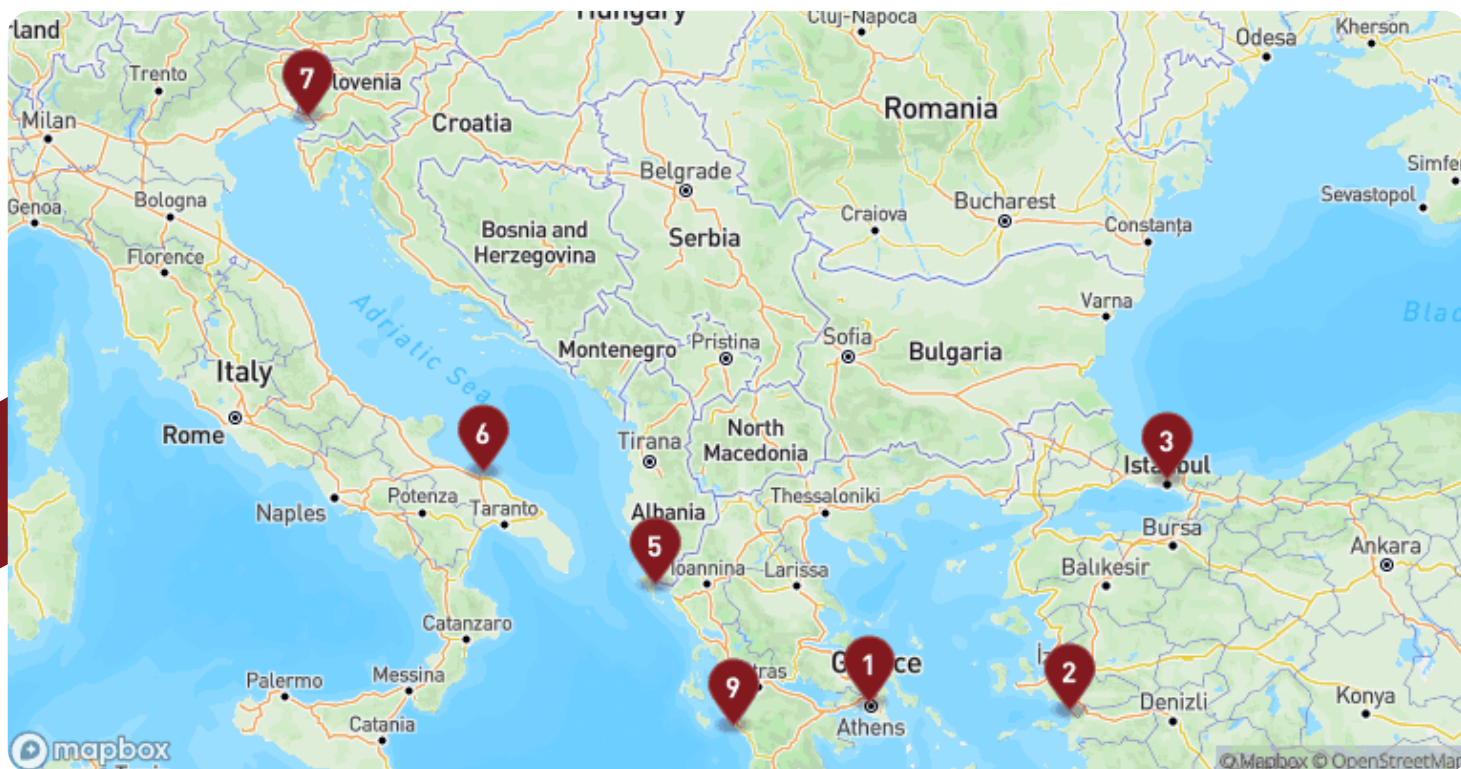 Hungary
Cluj-Napoca
Kherson
Odesa
rland
Trento
7
lovenia
Milan
Croatia
Romania
Belgrade
Simfe
Sevastopol
Genoa
Bologna
Craiova
Bucharest
Constanța
Bosnia and
Herzegovina
Serbia
Florence
Varna
Adriatic Sea
Blac
Montenegro
Pristina
Sofia
Bulgaria
Italy
Rome
6
Tirana
North
Macedonia
3
Istanbul
Naples
Potenza
Taranto
Albania
Thessaloniki
Bursa
5
Ioannina
Larissa
Balıkesir
Ankara
Catanzaro
Palermo
Messina
9
tras
G
1
ce
İz
2
Catania
Athens
Denizli
Konya
mapbox
© Mapbox © OpenStreetMap